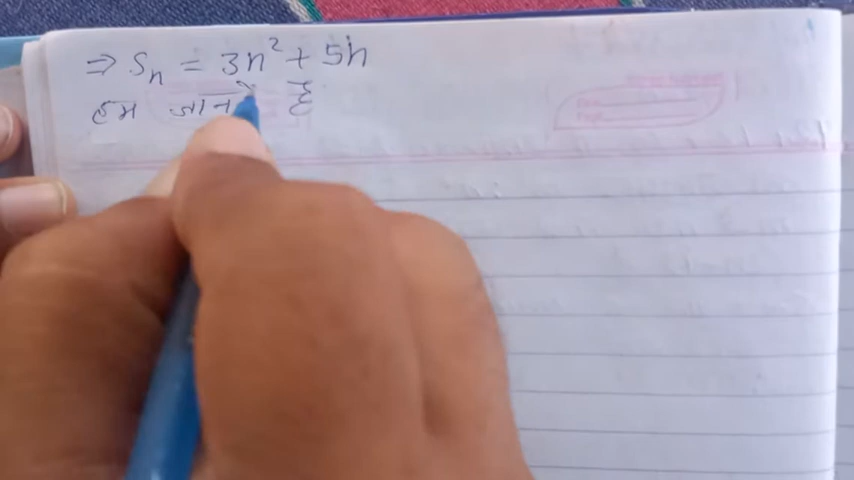 ⇒ Sn = 3n² + 5n
हम जानते हैं